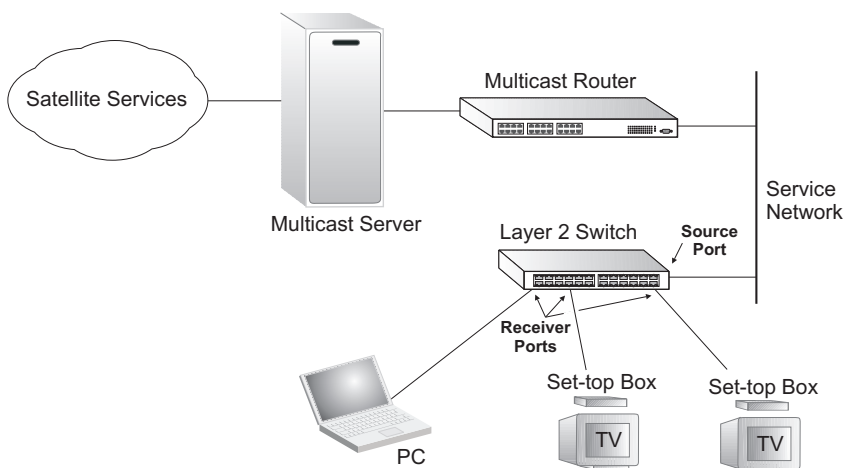 Satellite Services
Multicast Router
Multicast Server
Service
Network
Layer 2 Switch
Source
Port
Receiver
Ports
Set-top Box
Set-top Box
TV
TV
PC